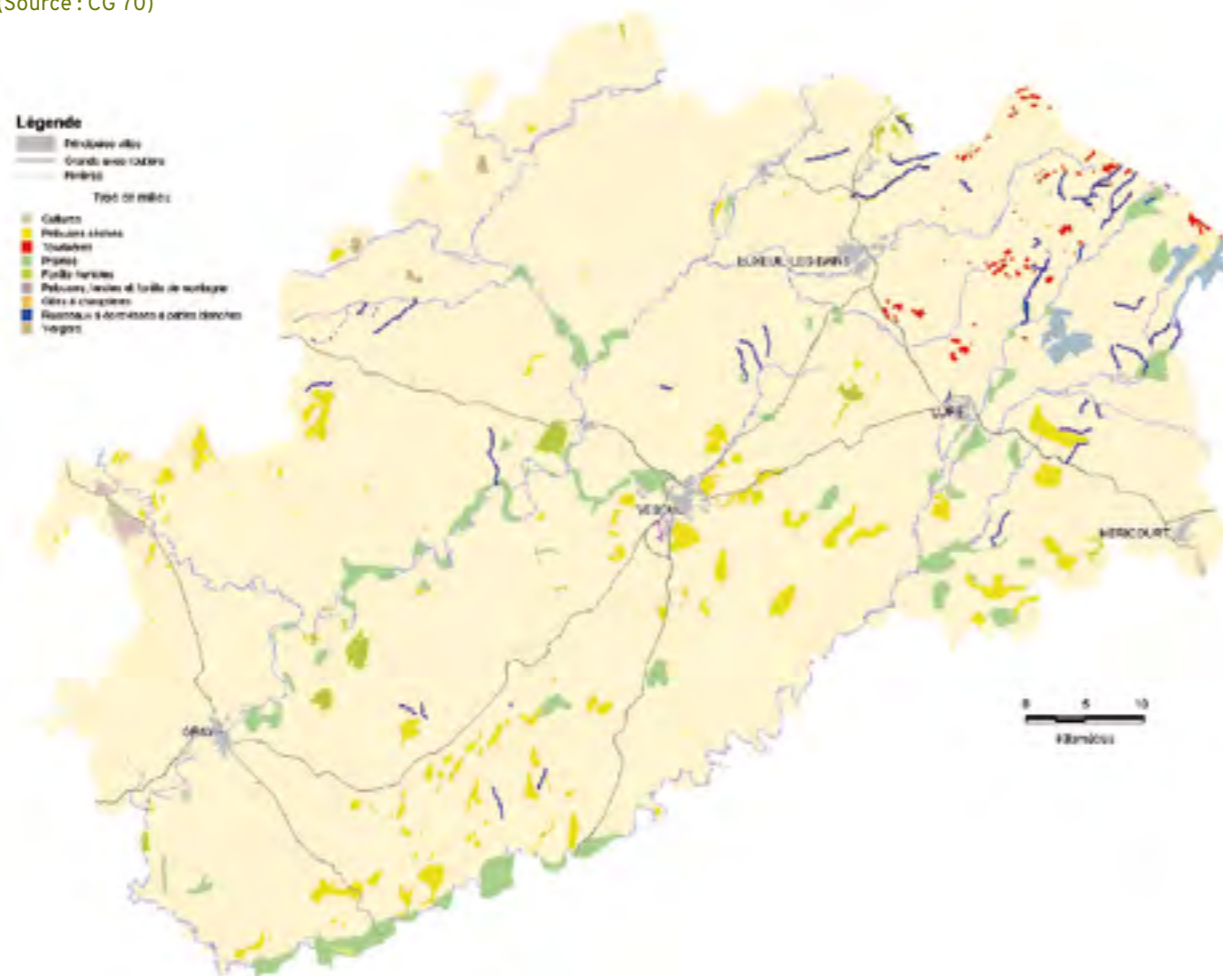 (Source : CG 70)
Légende
Principales villes
Grands axes routiers
Rivières
Type de milieu
Cultures
Pelouses sèches
Tourbières
Prairies
Forêts humides
Pelouses, landes et forêts de montagne
Gîtes à chiroptères
Ruisseaux à écrevisses à pattes blanches
Vergers
LUXEUIL-LES-BAINS
LURE
VESOUL
HERICOURT
GRAY
0 5 10
Kilomètres